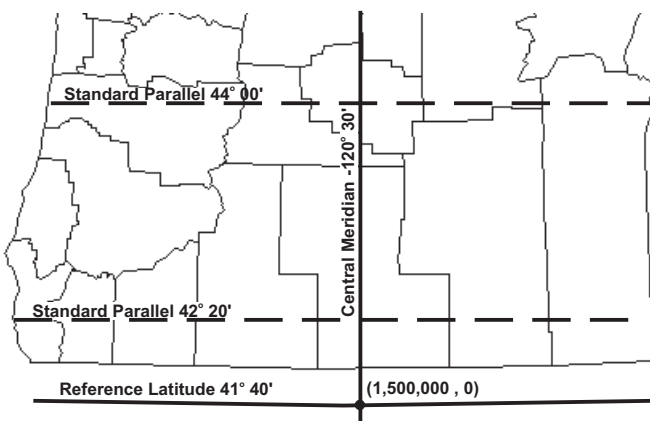 Standard Parallel 44° 00'
Central Meridian -120° 30'
Standard Parallel 42° 20'
Reference Latitude 41° 40'
(1,500,000 , 0)